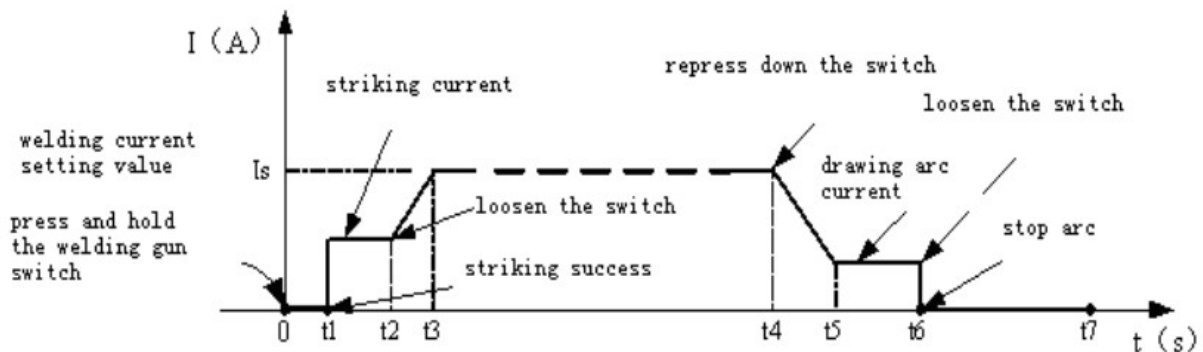 I (A)
striking current
repress down the switch
loosen the switch
welding current
setting value
Is
drawing arc
current
press and hold
the welding gun
switch
loosen the switch
stop arc
striking success
0 t1 t2 t3 t4 t5 t6 t7
t (s)